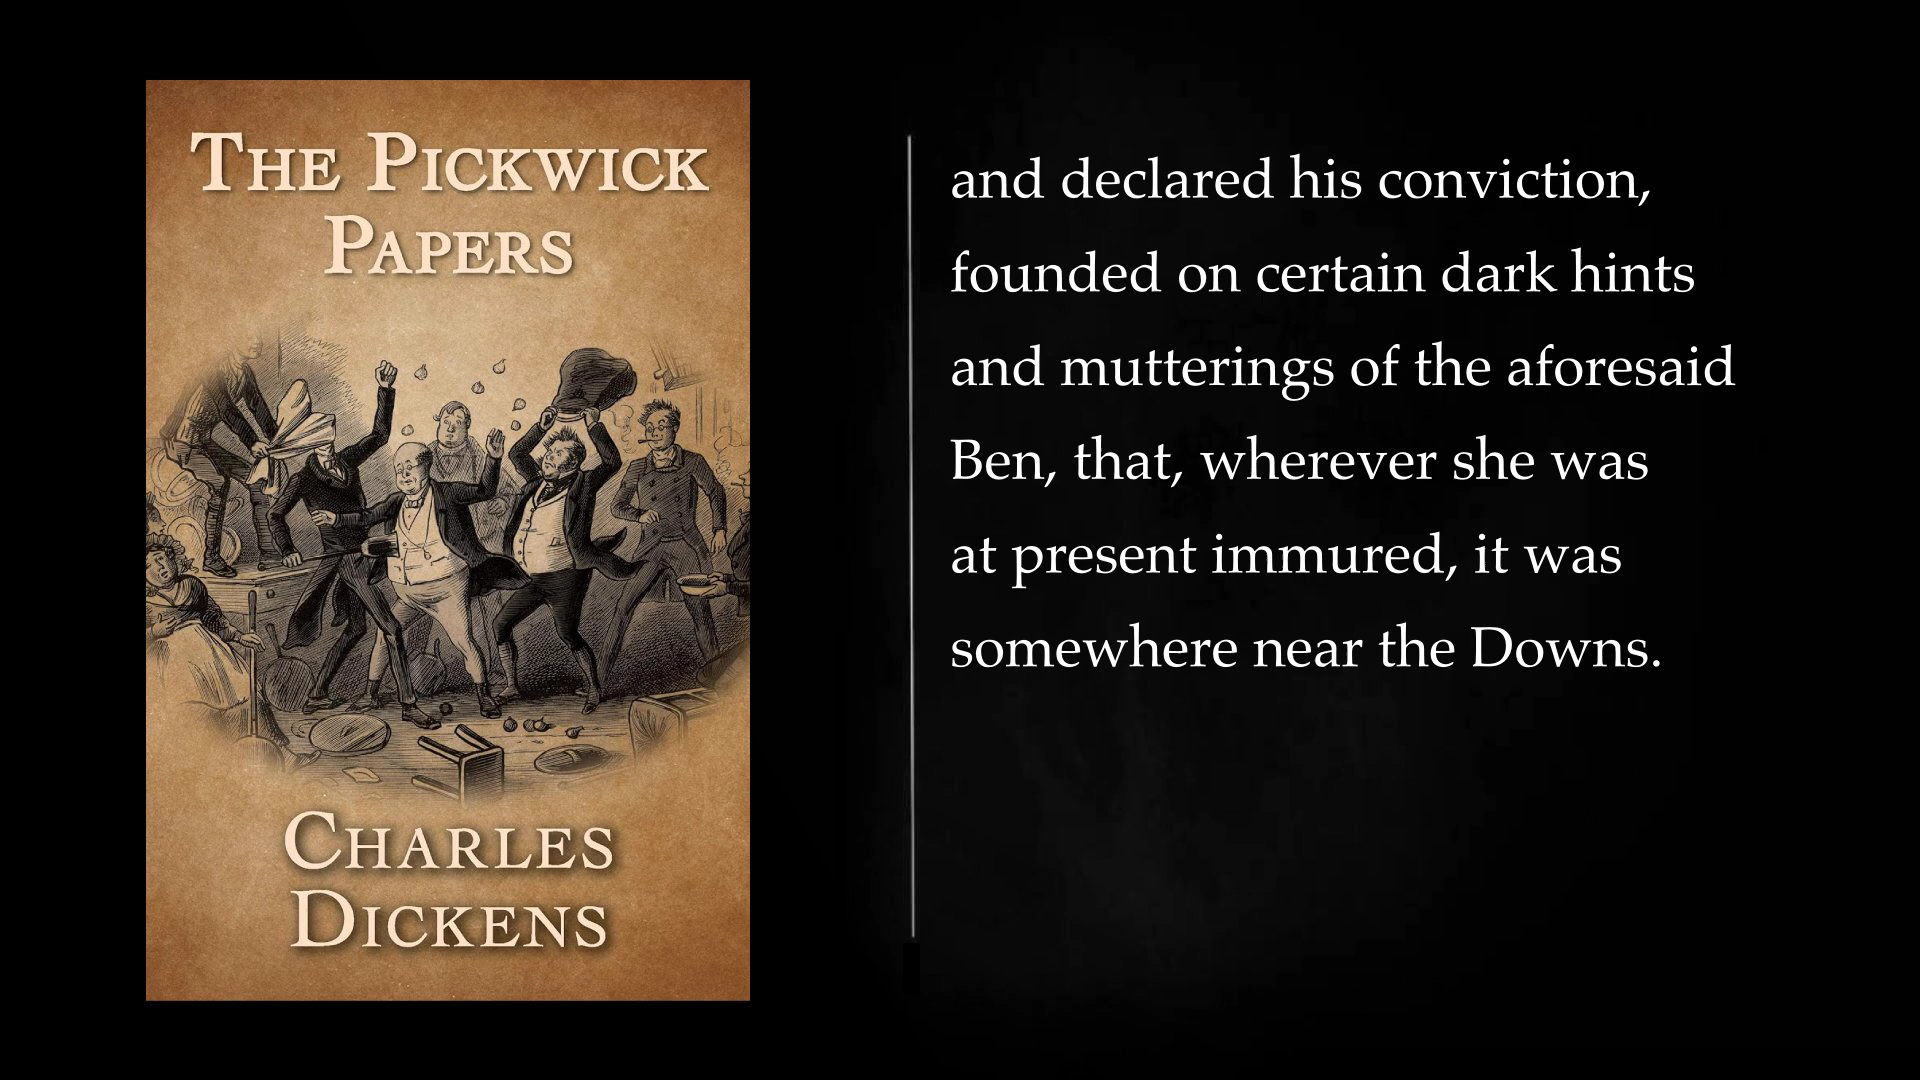 The Pickwick
Papers
Charles
Dickens
and declared his conviction,
founded on certain dark hints
and mutterings of the aforesaid
Ben, that, wherever she was
at present immured, it was
somewhere near the Downs.